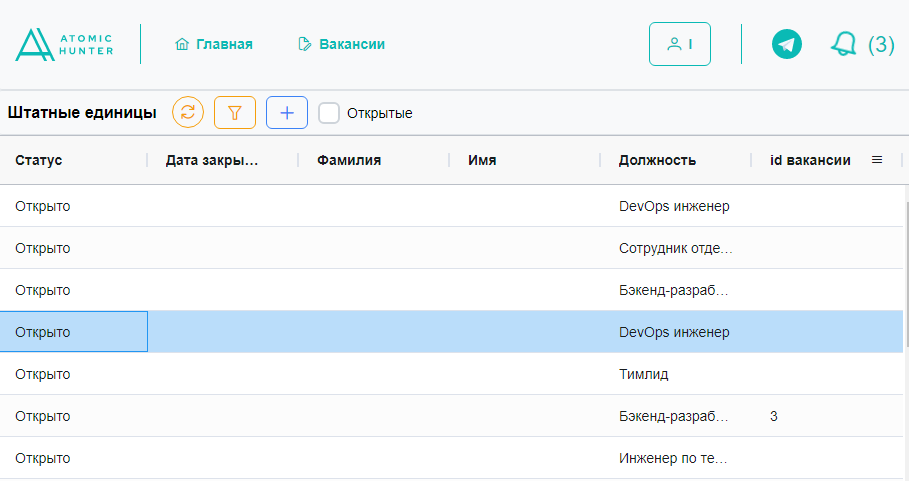 ATOMIC
HUNTER
Главная
Вакансии
I
(3)
Штатные единицы
Открытые
Статус Дата закры… Фамилия Имя Должность id вакансии
Открыто DevOps инженер
Открыто Сотрудник отде…
Открыто Бэкенд-разраб…
Открыто DevOps инженер
Открыто Тимлид
Открыто Бэкенд-разраб… 3
Открыто Инженер по те…